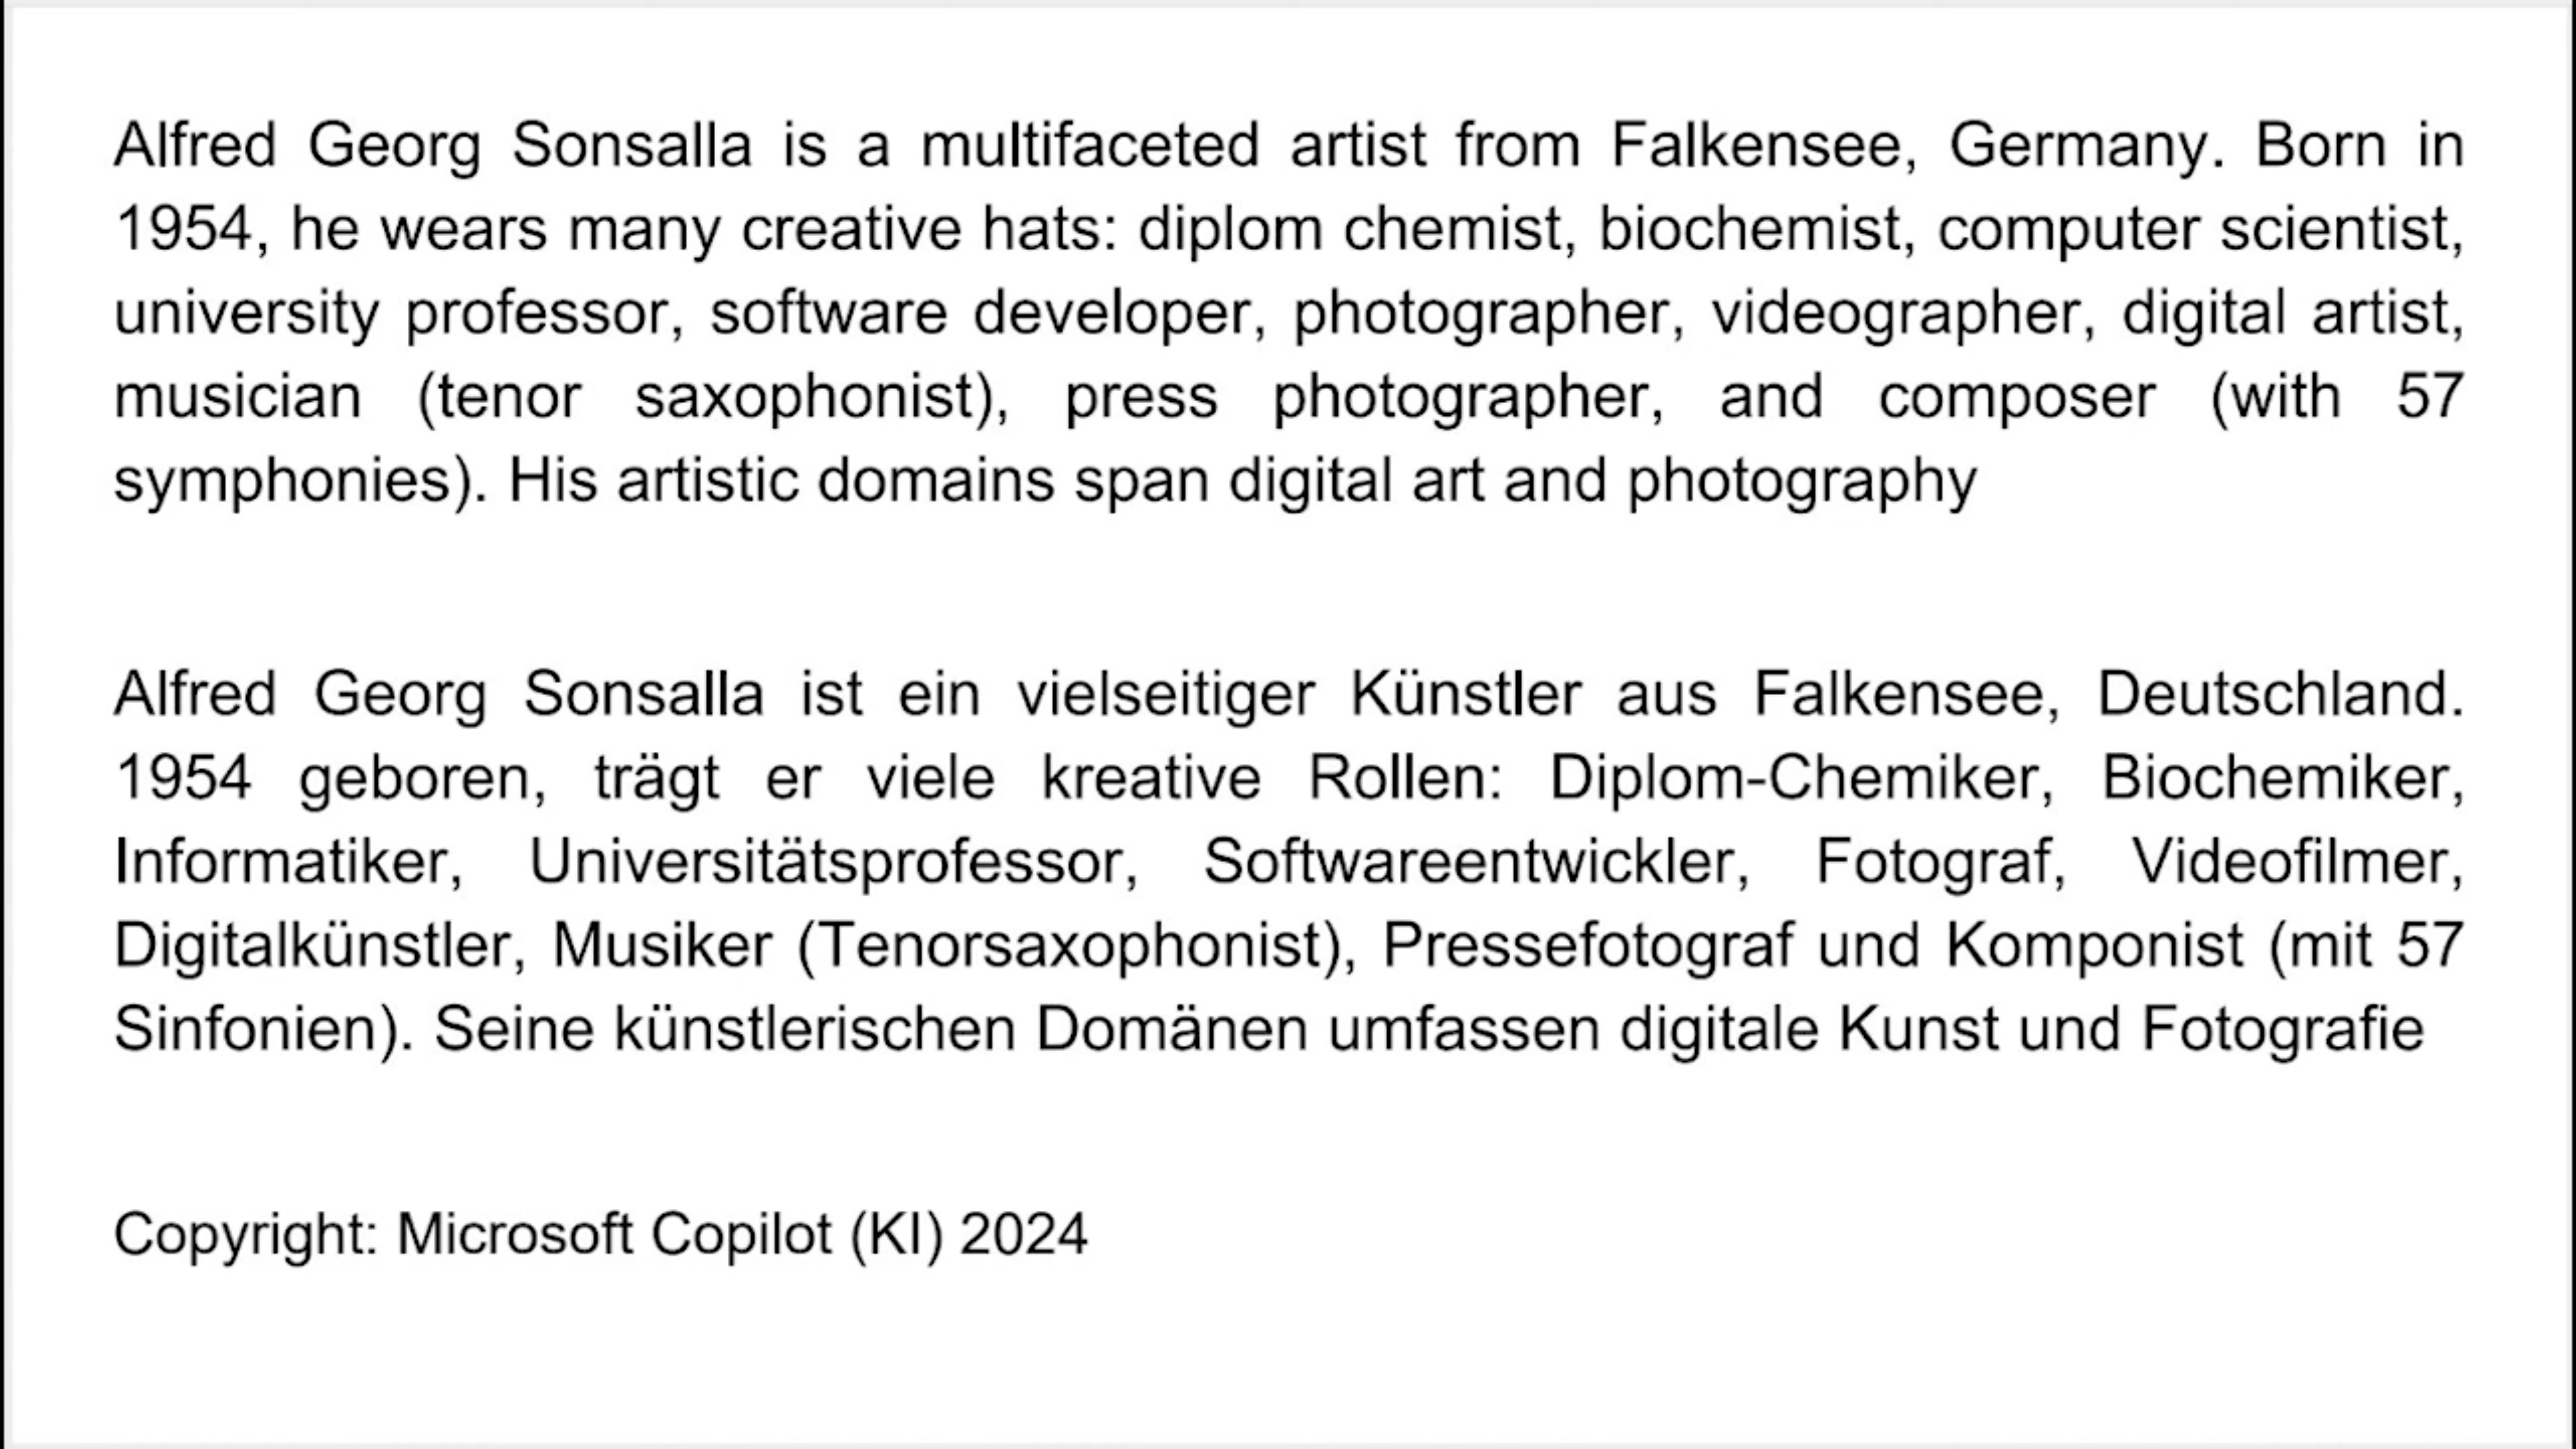 Alfred Georg Sonsalla is a multifaceted artist from Falkensee, Germany. Born in
1954, he wears many creative hats: diplom chemist, biochemist, computer scientist,
university professor, software developer, photographer, videographer, digital artist,
musician (tenor saxophonist), press photographer, and composer (with 57
symphonies). His artistic domains span digital art and photography
Alfred Georg Sonsalla ist ein vielseitiger Künstler aus Falkensee, Deutschland.
1954 geboren, trägt er viele kreative Rollen: Diplom-Chemiker, Biochemiker,
Informatiker, Universitätsprofessor, Softwareentwickler, Fotograf, Videofilmer,
Digitalkünstler, Musiker (Tenorsaxophonist), Pressefotograf und Komponist (mit 57
Sinfonien). Seine künstlerischen Domänen umfassen digitale Kunst und Fotografie
Copyright: Microsoft Copilot (KI) 2024